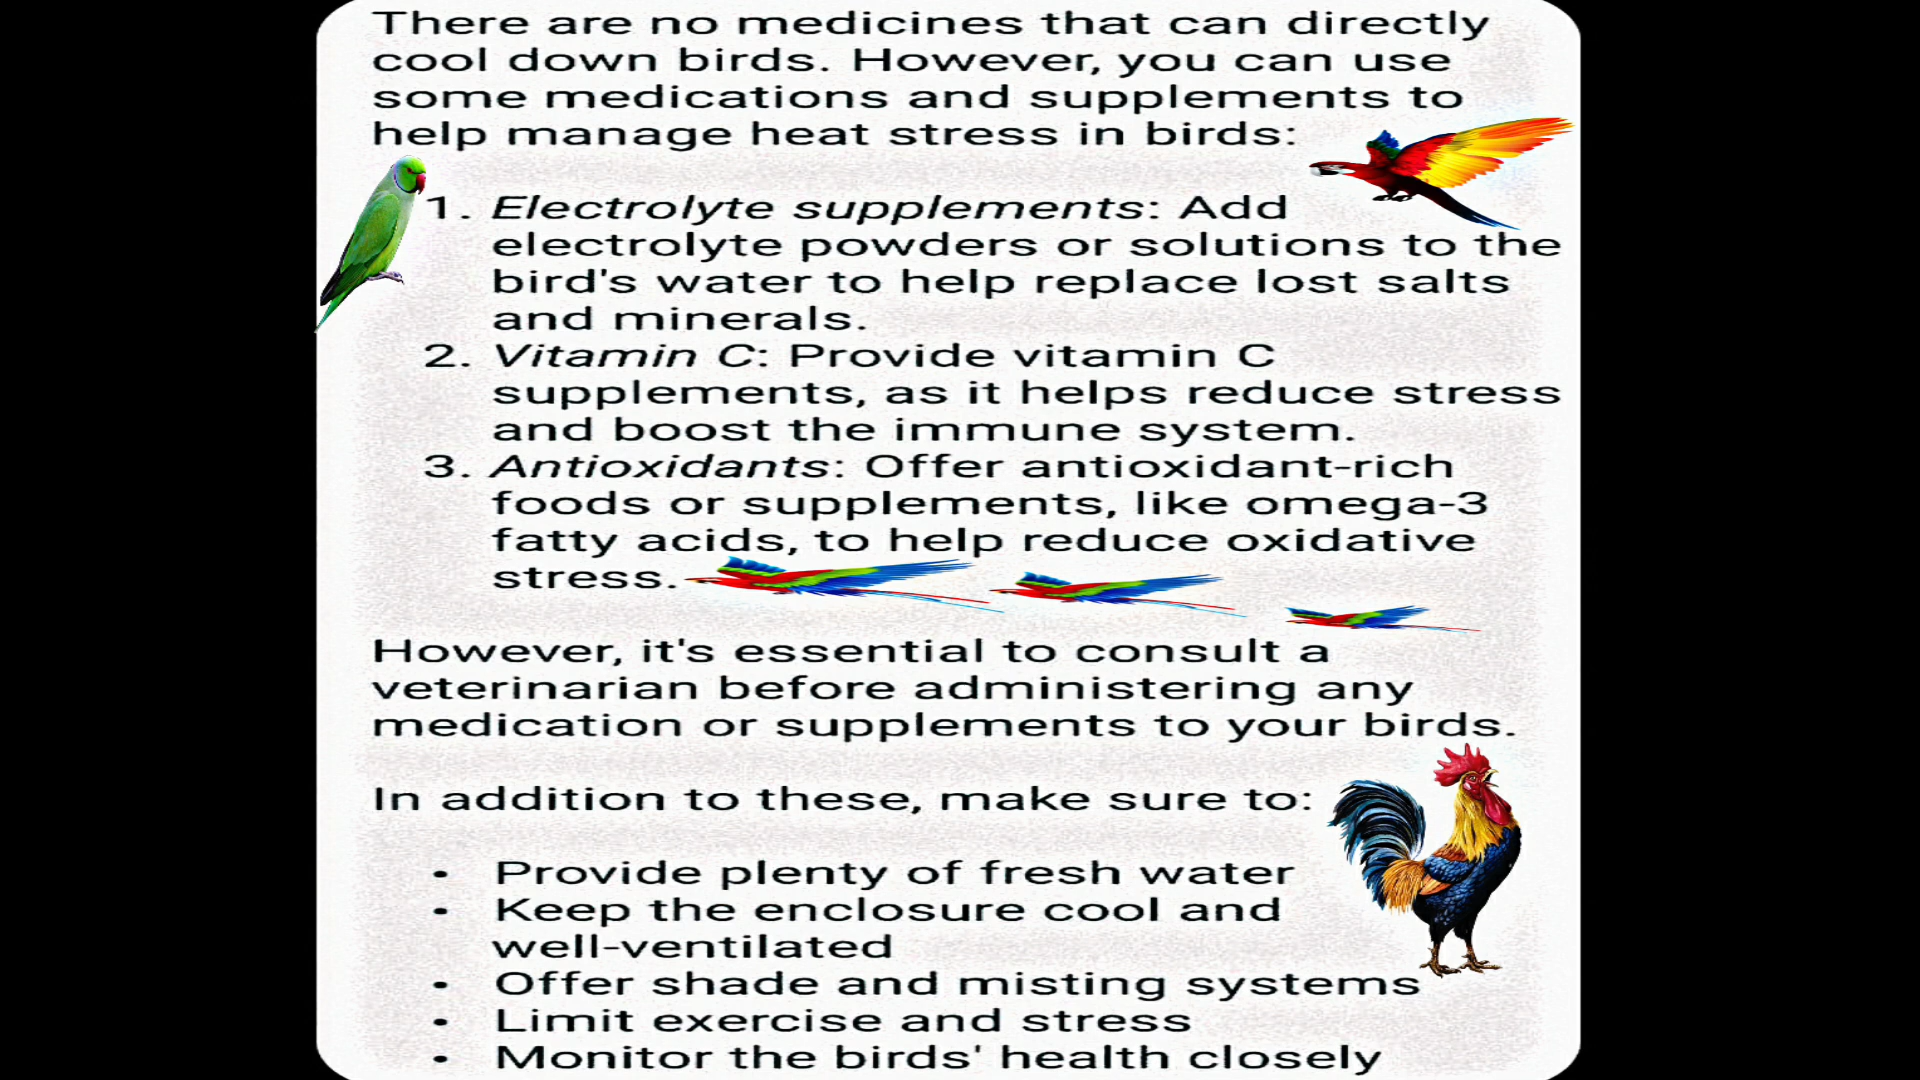 There are no medicines that can directly
cool down birds. However, you can use
some medications and supplements to
help manage heat stress in birds:
1. Electrolyte supplements: Add
electrolyte powders or solutions to the
bird's water to help replace lost salts
and minerals.
2. Vitamin C: Provide vitamin C
supplements, as it helps reduce stress
and boost the immune system.
3. Antioxidants: Offer antioxidant-rich
foods or supplements, like omega-3
fatty acids, to help reduce oxidative
stress.
However, it's essential to consult a
veterinarian before administering any
medication or supplements to your birds.
In addition to these, make sure to:
• Provide plenty of fresh water
• Keep the enclosure cool and
well-ventilated
• Offer shade and misting systems
• Limit exercise and stress
• Monitor the birds' health closely